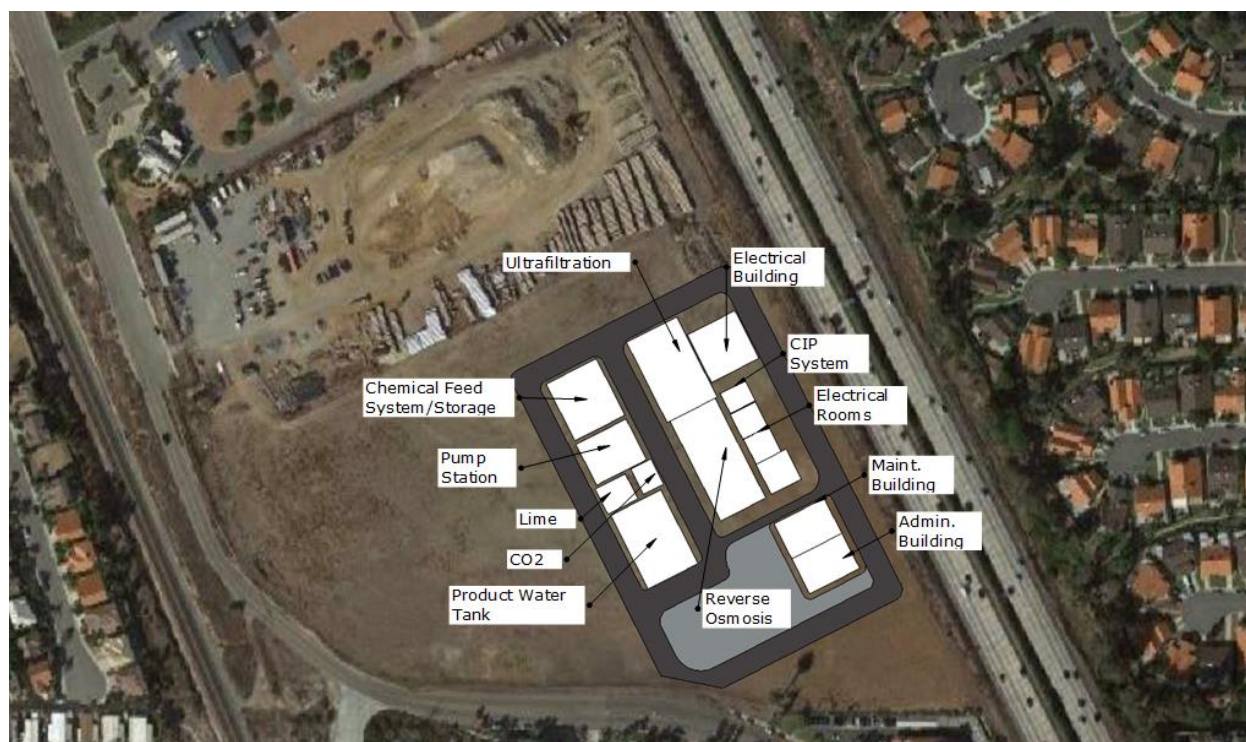 Ultrafiltration
Electrical
Building
CIP
System
Chemical Feed
System/Storage
Electrical
Rooms
Pump
Station
Maint.
Building
Lime
Admin.
Building
CO2
Product Water
Tank
Reverse
Osmosis